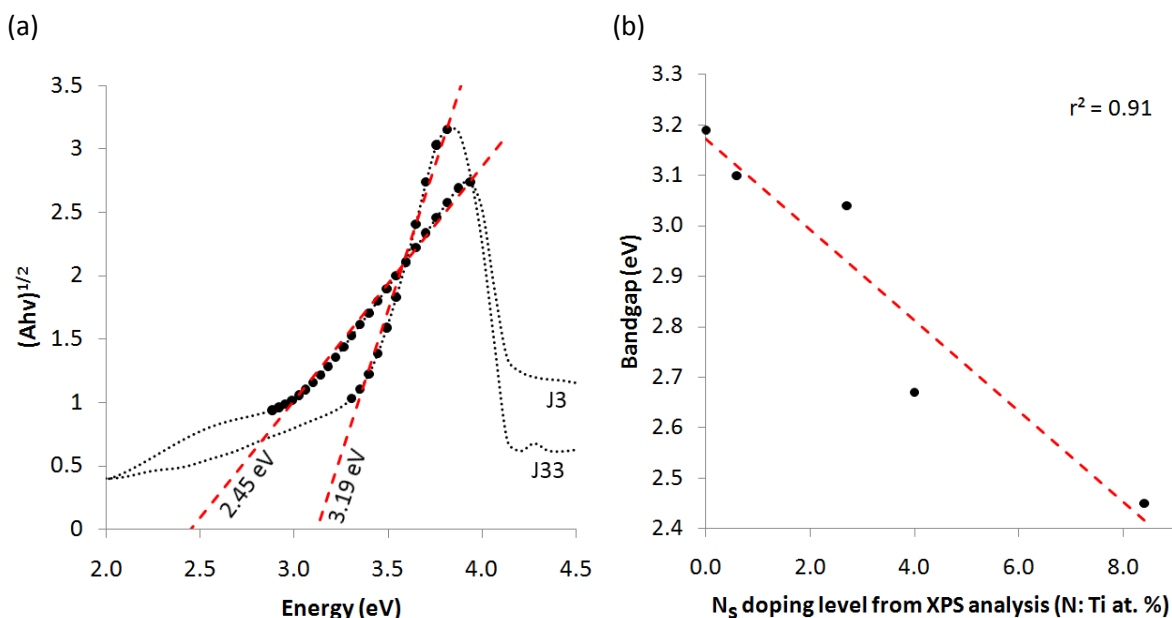 (a)
3.5
3
2.5
2
1.5
1
0.5
0
(Ahv)1/2
2.45 eV
3.19 eV
J3
J33
2.0 2.5 3.0 3.5 4.0 4.5
Energy (eV)
(b)
3.3
3.2
3.1
3.0
2.9
2.8
2.7
2.6
2.5
2.4
Bandgap (eV)
r² = 0.91
0.0 2.0 4.0 6.0 8.0
NS doping level from XPS analysis (N: Ti at. %)